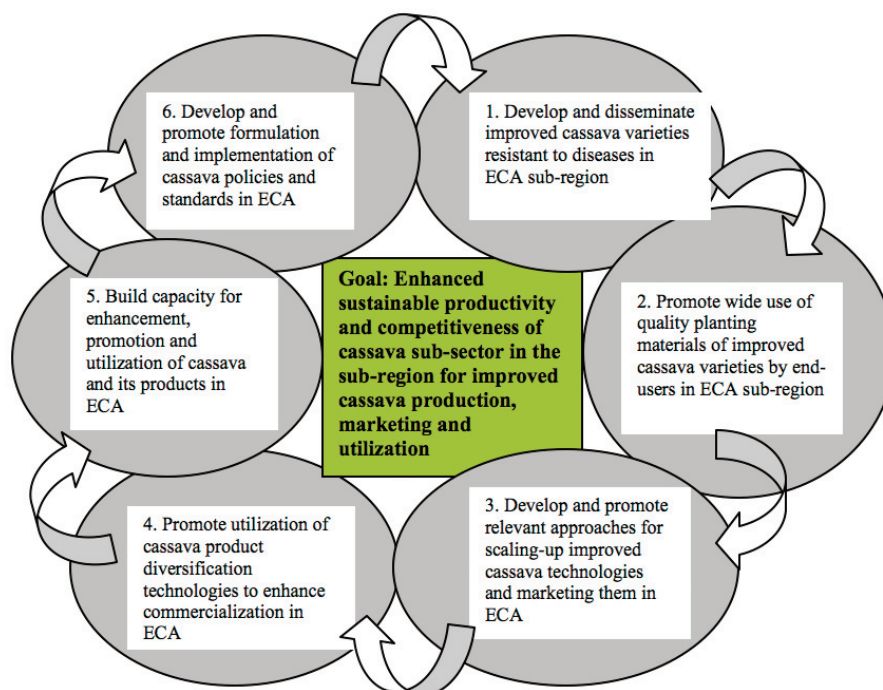 6. Develop and
promote formulation
and implementation of
cassava policies and
standards in ECA
1. Develop and disseminate
improved cassava varieties
resistant to diseases in
ECA sub-region
2. Promote wide use of
quality planting
materials of improved
cassava varieties by end-
users in ECA sub-region
3. Develop and promote
relevant approaches for
scaling-up improved
cassava technologies
and marketing them in
ECA
4. Promote utilization of
cassava product
diversification
technologies to enhance
commercialization in
ECA
5. Build capacity for
enhancement,
promotion and
utilization of cassava
and its products in
ECA
Goal: Enhanced
sustainable productivity
and competitiveness of
cassava sub-sector in the
sub-region for improved
cassava production,
marketing and
utilization